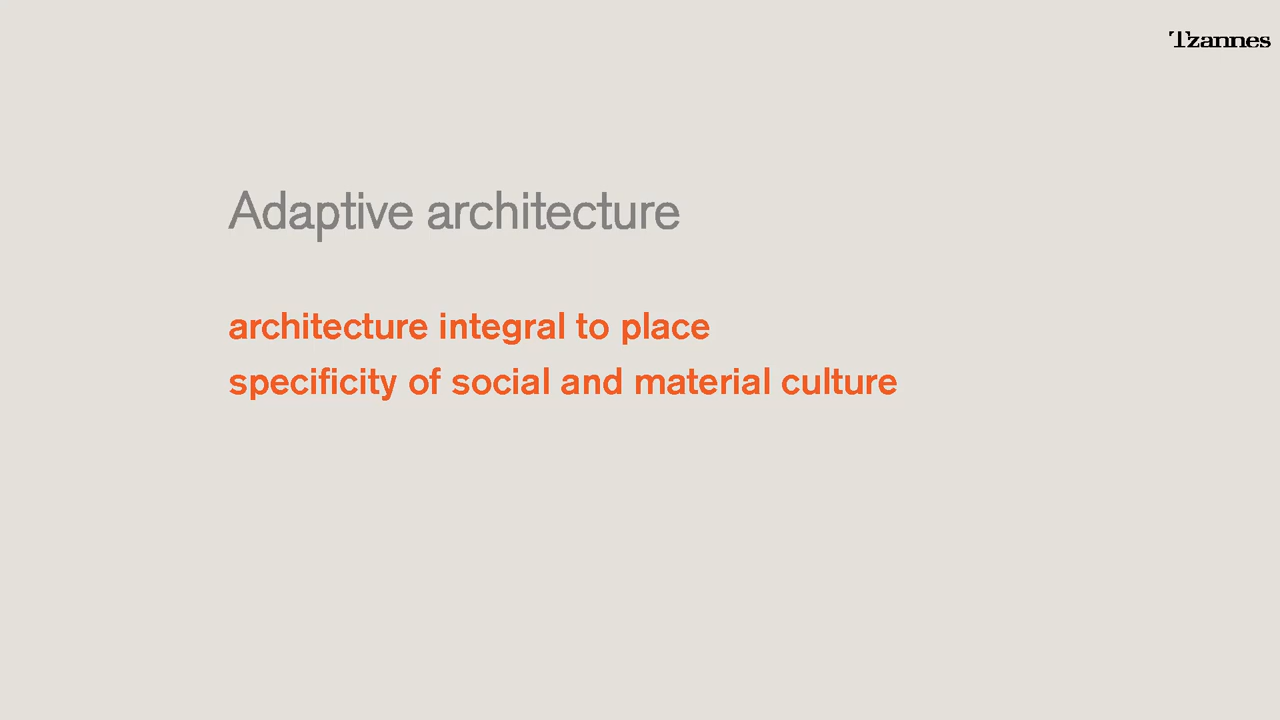 Tzannes
Adaptive architecture
architecture integral to place
specificity of social and material culture